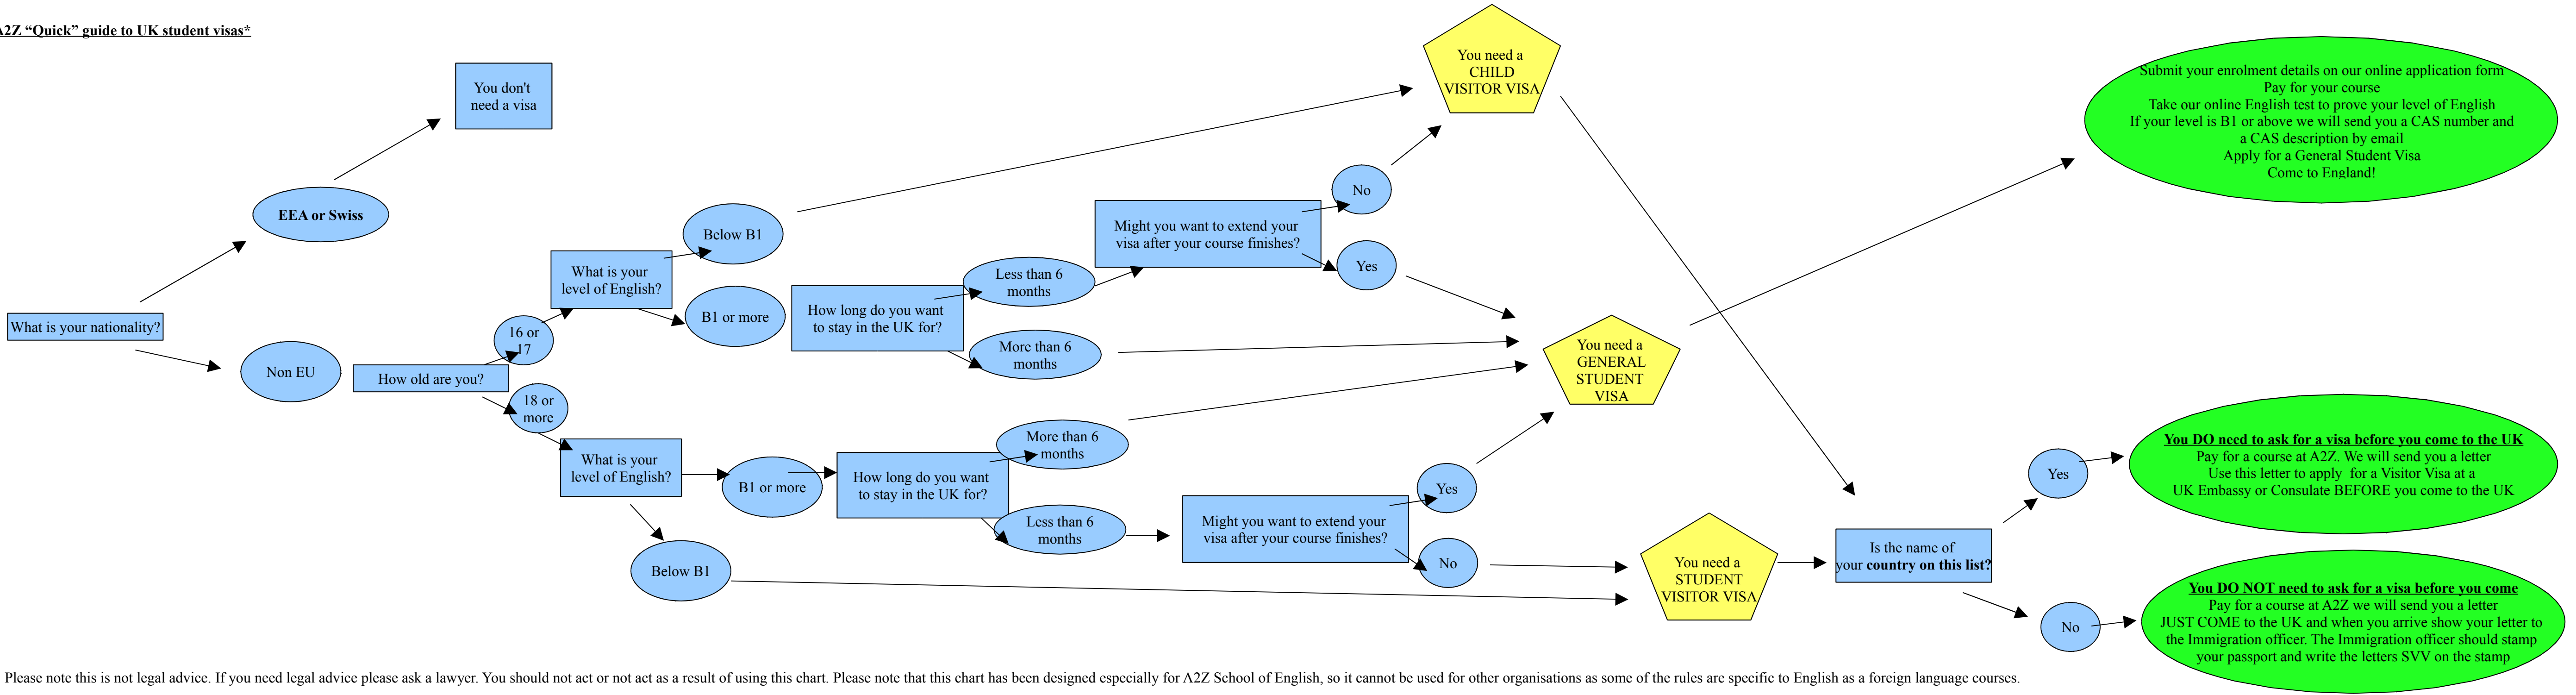 A2Z “Quick” guide to UK student visas*
You don't
need a visa
EEA or Swiss
What is your nationality?
Non EU
How old are you?
16 or
17
18 or
more
What is your
level of English?
Below B1
B1 or more
How long do you want
to stay in the UK for?
Less than 6
months
More than 6
months
Might you want to extend your
visa after your course finishes?
No
Yes
You need a
CHILD
VISITOR VISA
What is your
level of English?
B1 or more
Below B1
How long do you want
to stay in the UK for?
More than 6
months
Less than 6
months
Might you want to extend your
visa after your course finishes?
Yes
No
You need a
GENERAL
STUDENT
VISA
You need a
STUDENT
VISITOR VISA
Is the name of
your country on this list?
Yes
No
Submit your enrolment details on our online application form
Pay for your course
Take our online English test to prove your level of English
If your level is B1 or above we will send you a CAS number and
a CAS description by email
Apply for a General Student Visa
Come to England!
You DO need to ask for a visa before you come to the UK
Pay for a course at A2Z. We will send you a letter
Use this letter to apply  for a Visitor Visa at a
UK Embassy or Consulate BEFORE you come to the UK
You DO NOT need to ask for a visa before you come
Pay for a course at A2Z we will send you a letter
JUST COME to the UK and when you arrive show your letter to
the Immigration officer. The Immigration officer should stamp
your passport and write the letters SVV on the stamp
Please note this is not legal advice. If you need legal advice please ask a lawyer. You should not act or not act as a result of using this chart. Please note that this chart has been designed especially for A2Z School of English, so it cannot be used for other organisations as some of the rules are specific to English as a foreign language courses.